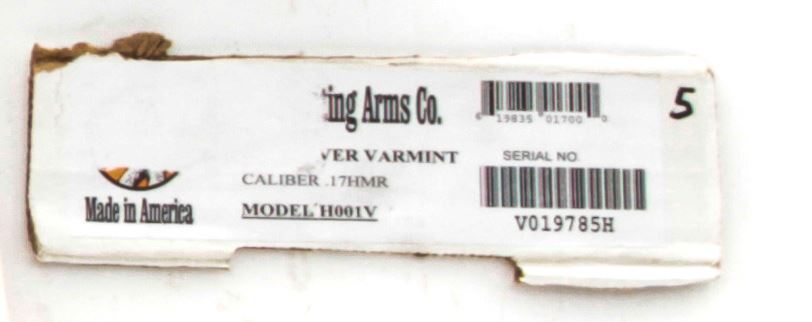 ing Arms Co.
VER VARMINT
CALIBER .17HMR
MODEL H001V
Made in America
6 19835 01700 0
SERIAL NO.
V019785H
5